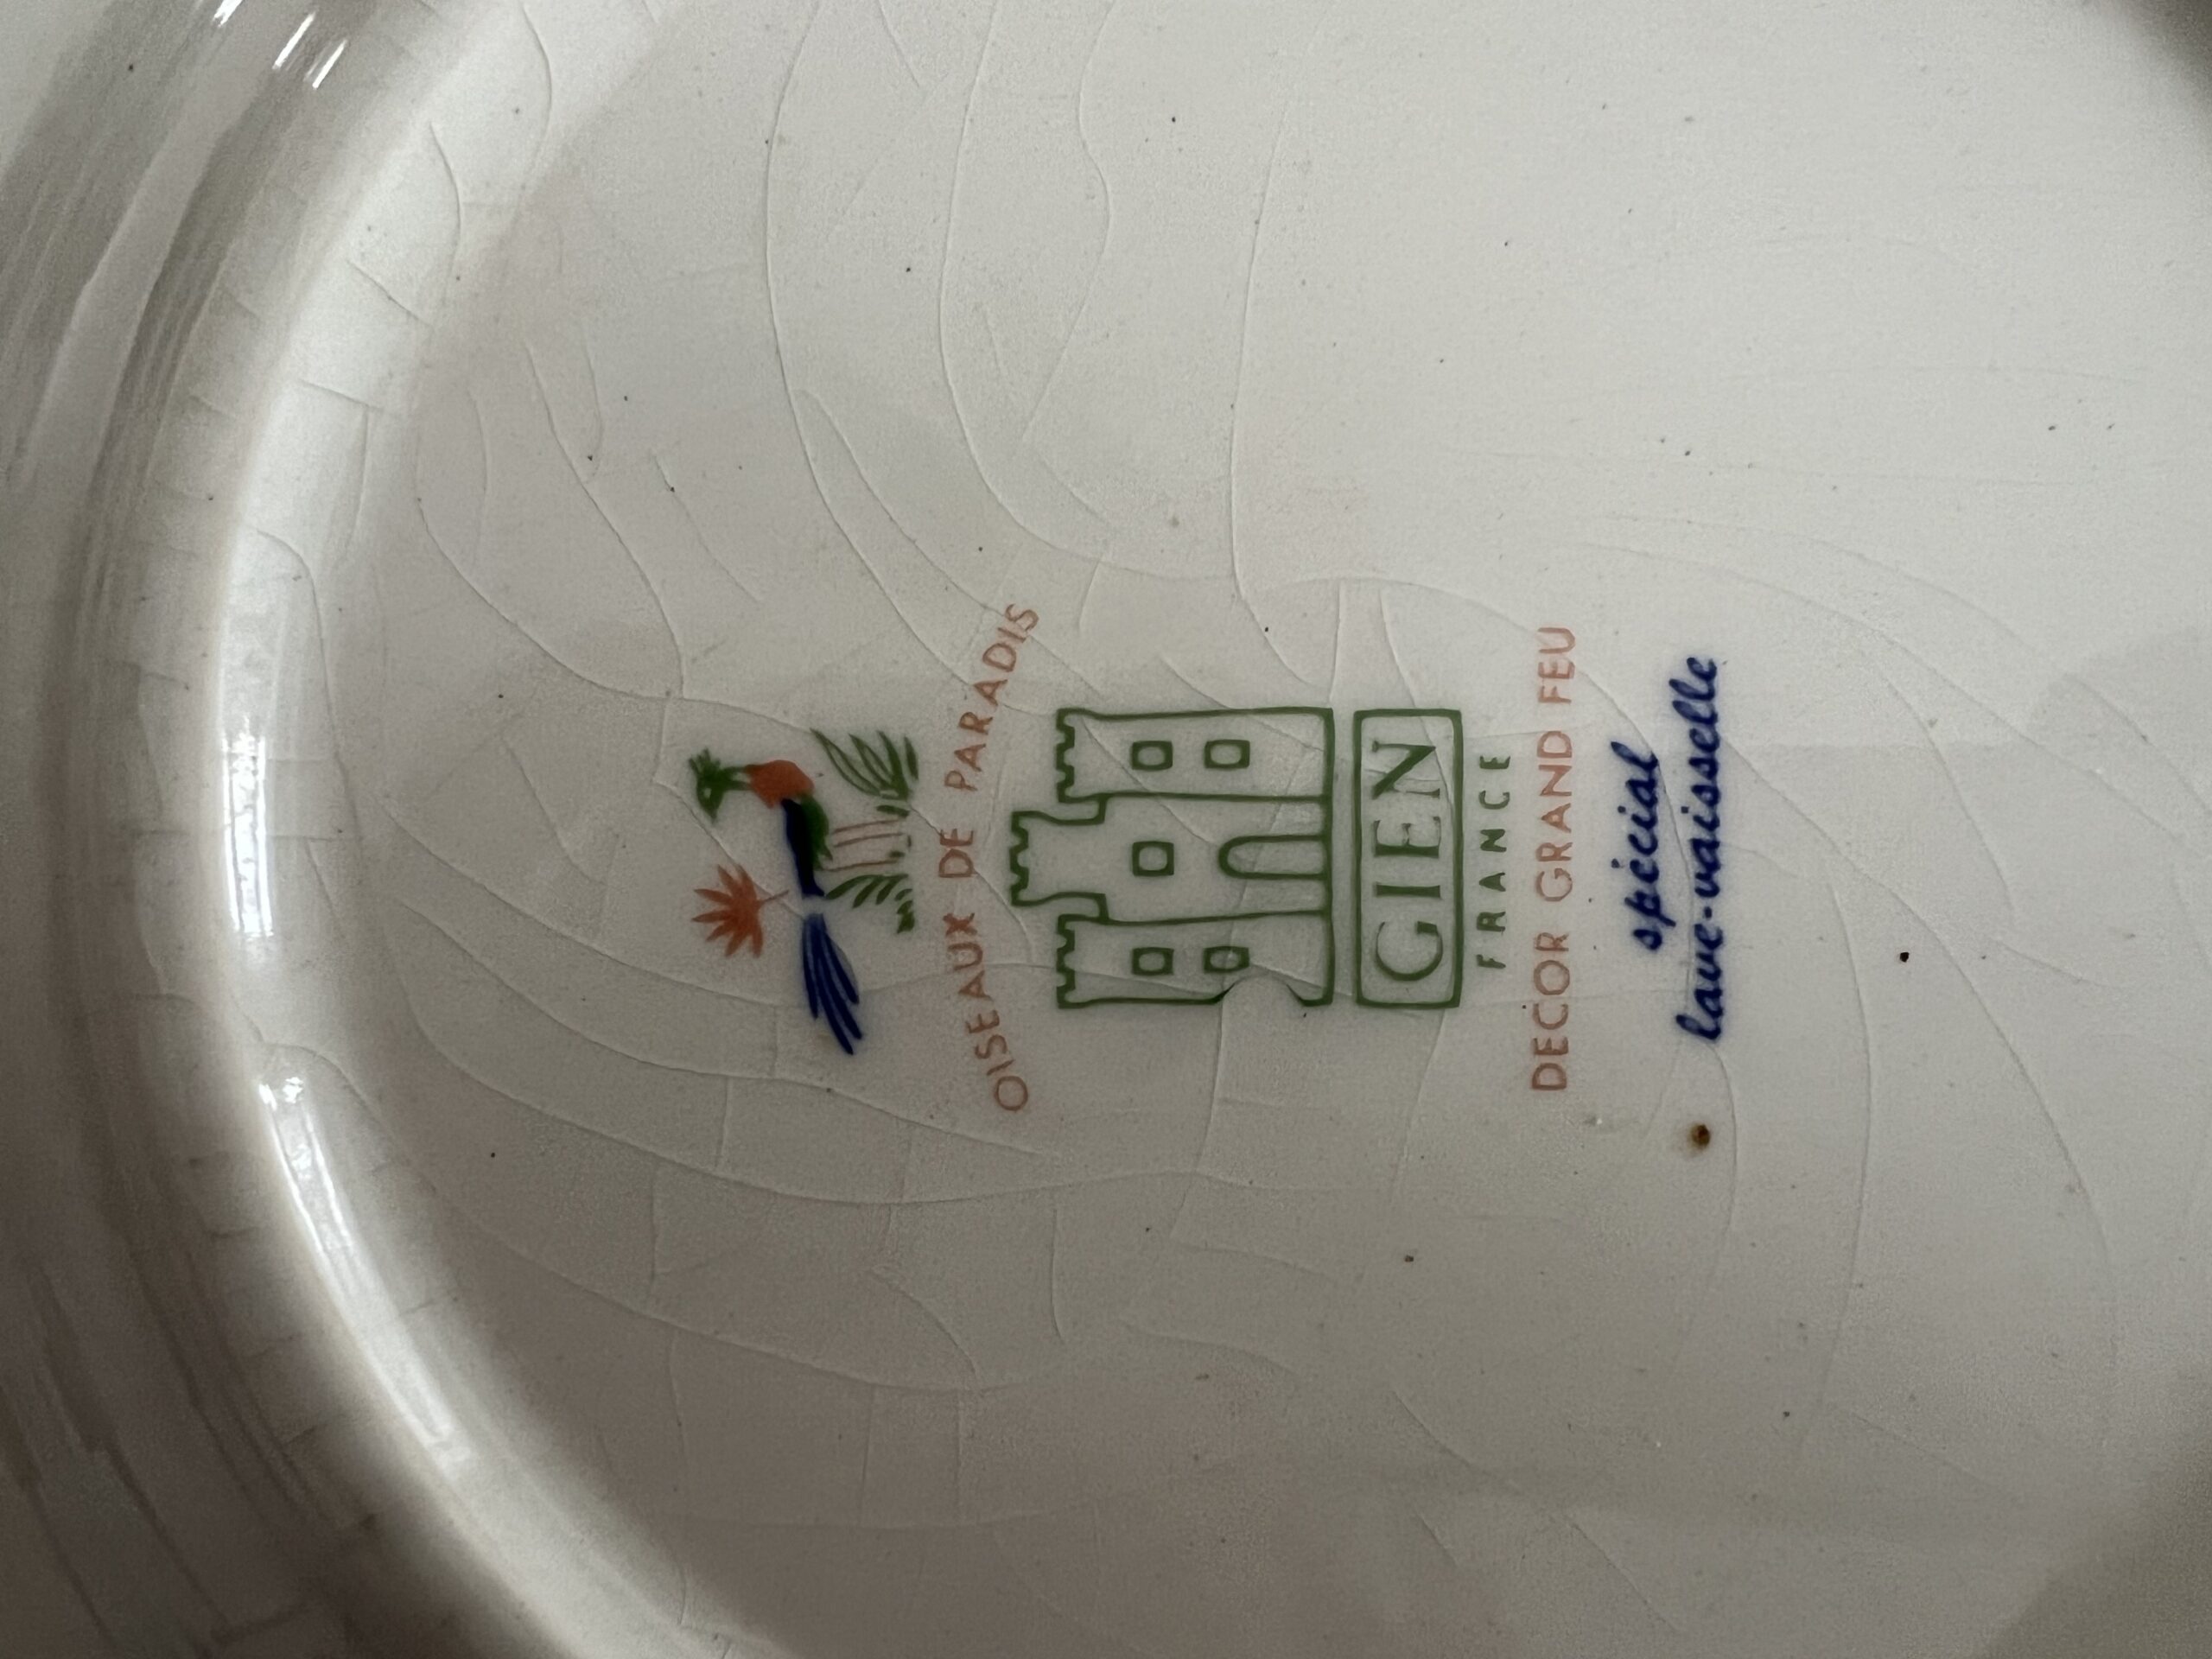 OISEAUX DE PARADIS
GIEN
FRANCE
DECOR GRAND FEU
spécial
lave-vaisselle